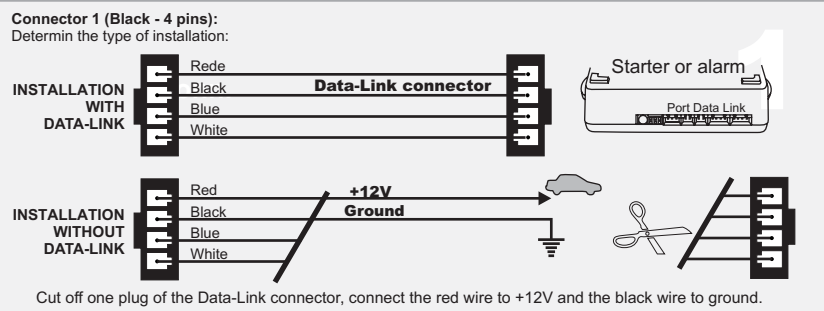 Connector 1 (Black - 4 pins):
Determin the type of installation:
1
INSTALLATION
WITH
DATA-LINK
Rede
Black
Blue
White
Data-Link connector
Starter or alarm
Port Data Link
INSTALLATION
WITHOUT
DATA-LINK
Red
Black
Blue
White
+12V
Ground
Cut off one plug of the Data-Link connector, connect the red wire to +12V and the black wire to ground.